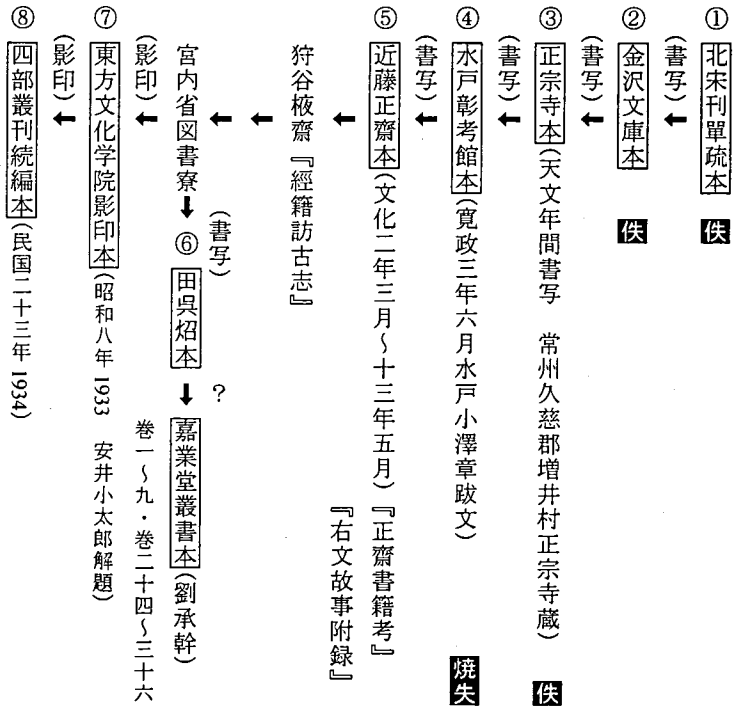 ① 北宋刊單疏本 佚
(書写) ←
② 金沢文庫本 佚
(書写) ←
③ 正宗寺本(天文年間書写 常州久慈郡増井村正宗寺蔵) 佚
(書写) ←
④ 水戸彰考館本(寛政三年六月水戸小澤章跋文) 焼失
(書写) ←
⑤ 近藤正齋本(文化二年三月~十三年五月)『正齋書籍考』
『右文故事附録』
←
狩谷棭齋『經籍訪古志』
← ←
(書写) ?
宮内省図書寮 ↓ ⑥ 田呉炤本 ↓ 嘉業堂叢書本(劉承幹)
(影印) ← 巻一~九・巻二十四~三十六
⑦ 東方文化学院影印本(昭和八年 1933 安井小太郎解題)
(影印) ←
⑧ 四部叢刊続編本(民国二十三年 1934)